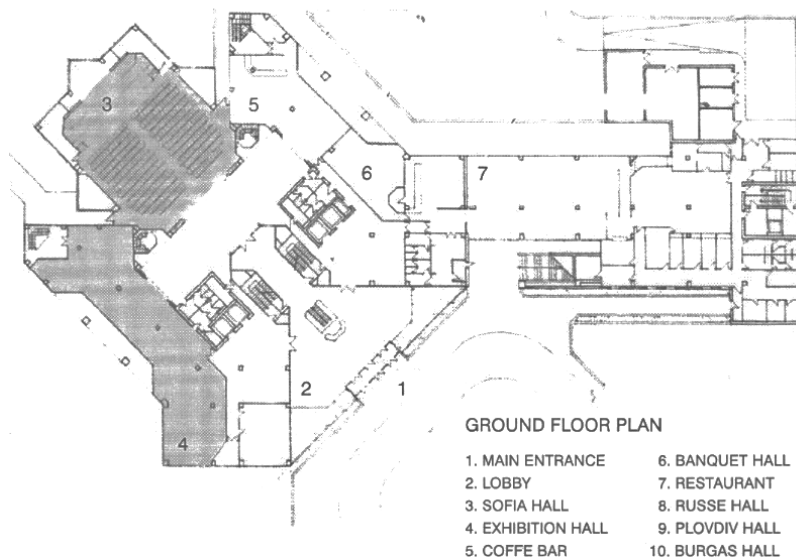 3
5
6
7
2
1
4
GROUND FLOOR PLAN
1. MAIN ENTRANCE
2. LOBBY
3. SOFIA HALL
4. EXHIBITION HALL
5. COFFE BAR
6. BANQUET HALL
7. RESTAURANT
8. RUSSE HALL
9. PLOVDIV HALL
10. BURGAS HALL